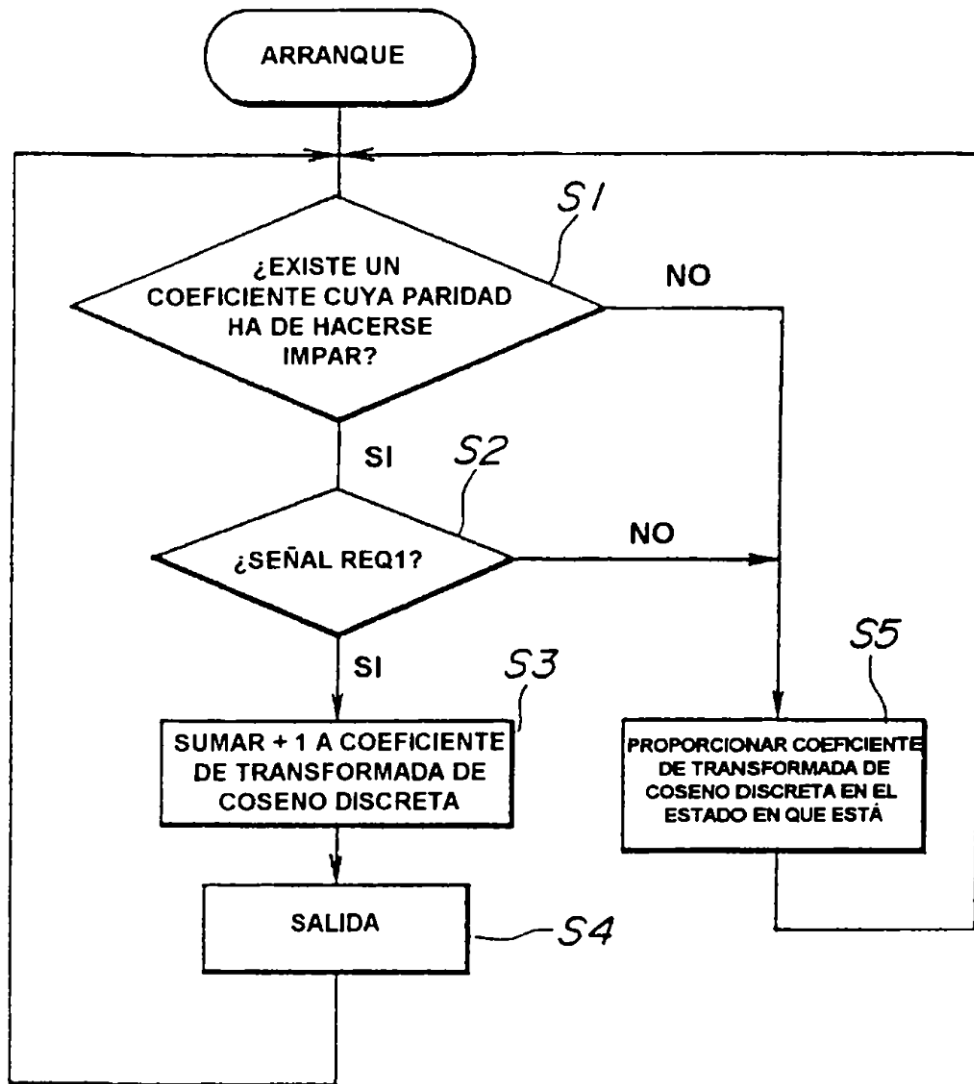 ARRANQUE
S1
¿EXISTE UN
COEFICIENTE CUYA PARIDAD
HA DE HACERSE
IMPAR?
NO
SI
S2
¿SEÑAL REQ1?
NO
SI
S3
SUMAR + 1 A COEFICIENTE
DE TRANSFORMADA DE
COSENO DISCRETA
S5
PROPORCIONAR COEFICIENTE
DE TRANSFORMADA DE
COSENO DISCRETA EN EL
ESTADO EN QUE ESTÁ
SALIDA
S4